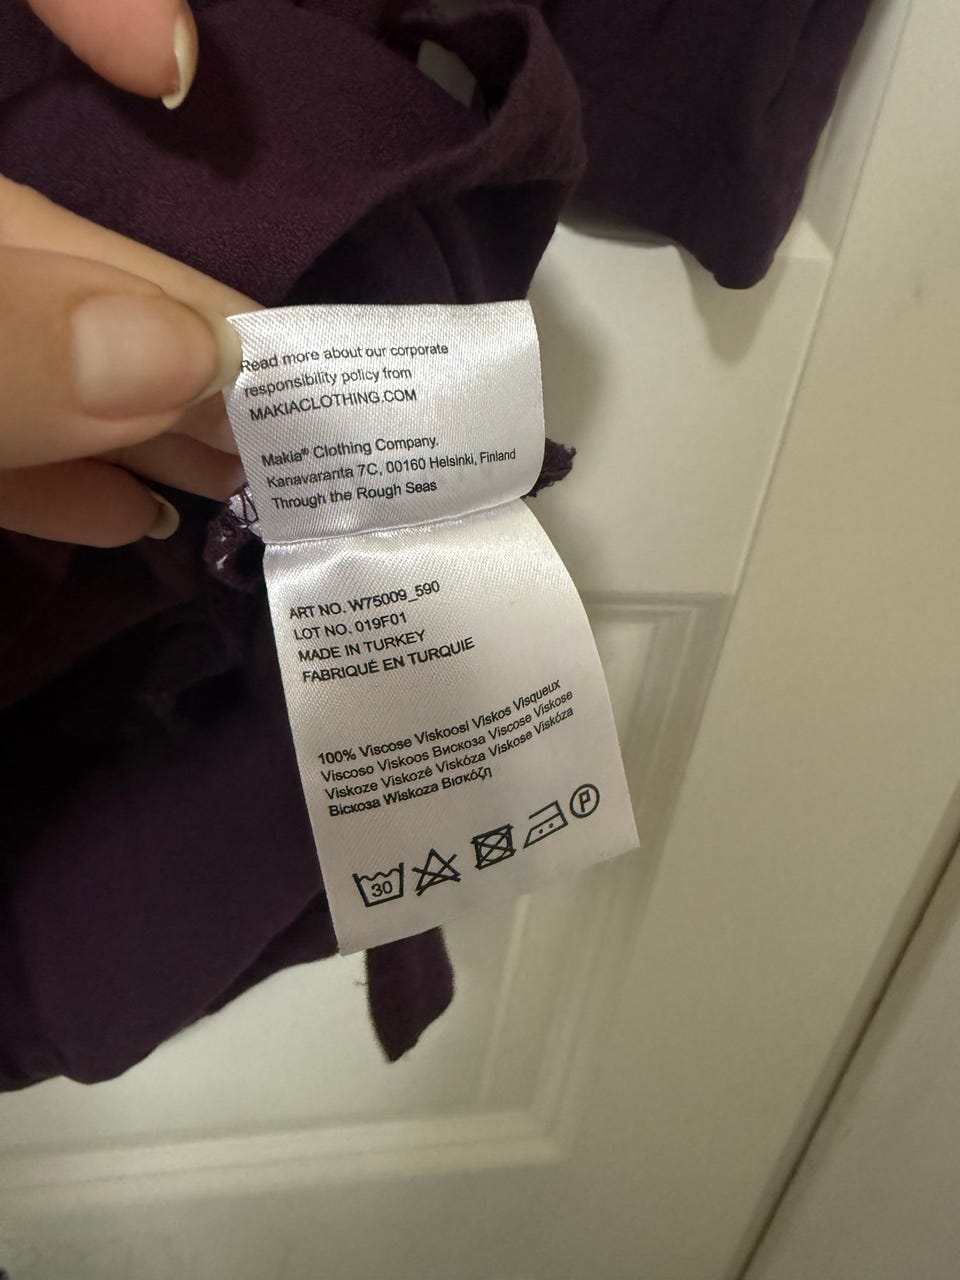 Read more about our corporate
responsibility policy from
MAKIACLOTHING.COM
Makia® Clothing Company.
Kanavaranta 7C, 00160 Helsinki, Finland
Through the Rough Seas
ART NO. W75009_590
LOT NO. 019F01
MADE IN TURKEY
FABRIQUÉ EN TURQUIE
100% Viscose Viskoosi Viskos Visqueux
Viscoso Viskoos Вискоза Viscose Viskose
Viskoze Viskozė Viskóza Viskose Viskóza
Віскоза Wiskoza Βισκόζη
30
P